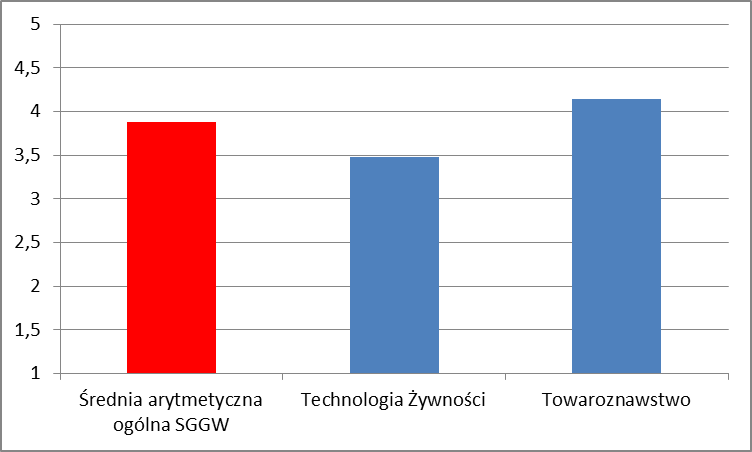 5
4,5
4
3,5
3
2,5
2
1,5
1
Średnia arytmetyczna
ogólna SGGW
Technologia Żywności
Towaroznawstwo